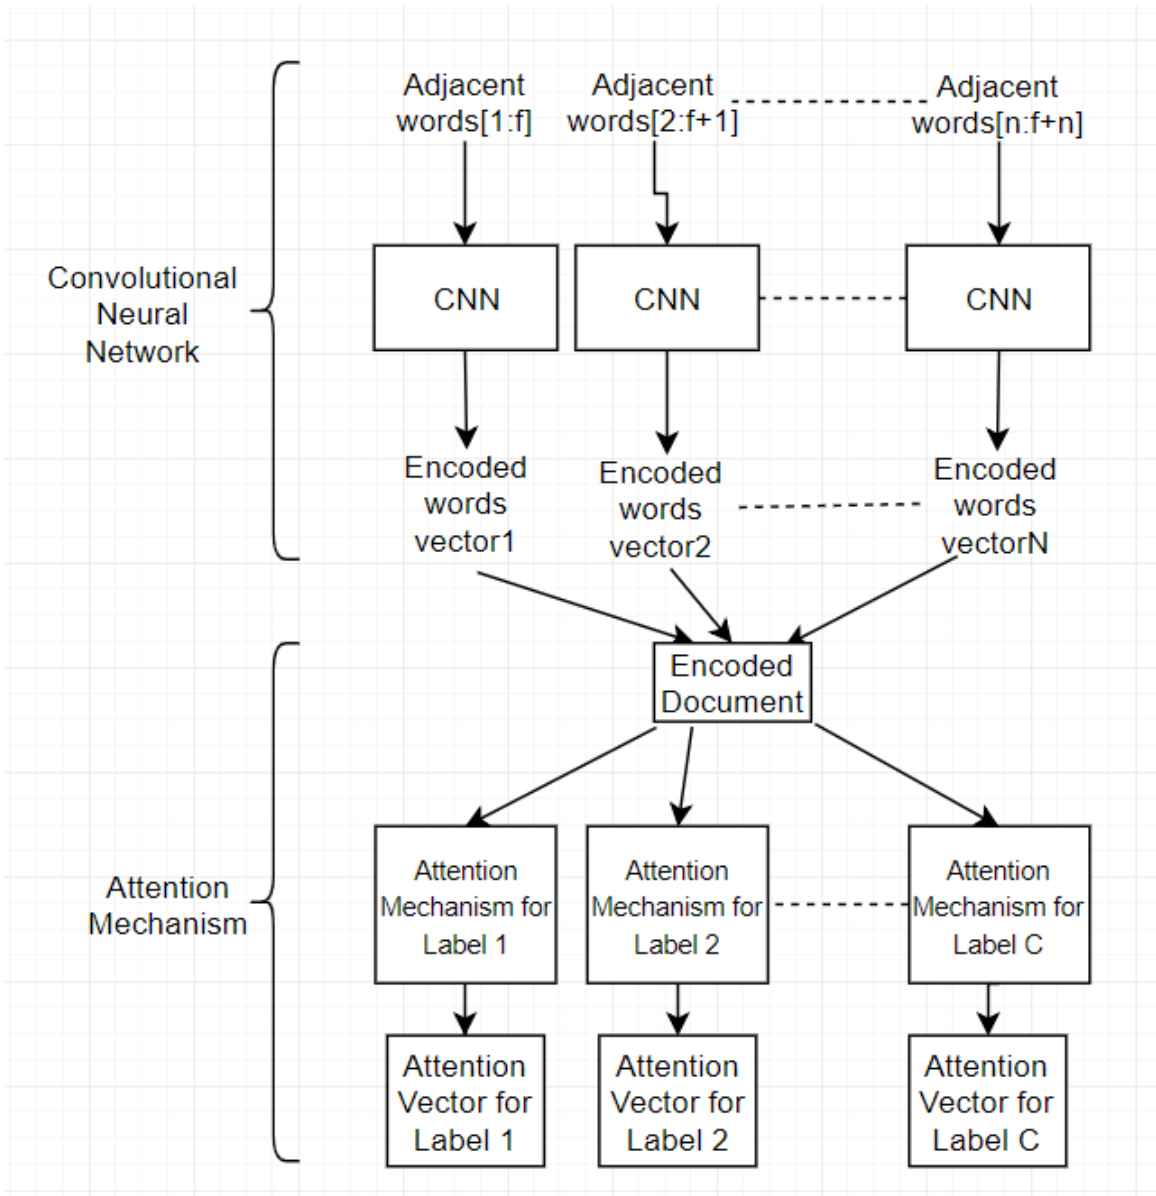 Adjacent
words[1:f]
Adjacent
words[2:f+1]
Adjacent
words[n:f+n]
Convolutional
Neural
Network
CNN
CNN
CNN
Encoded
words
vector1
Encoded
words
vector2
Encoded
words
vectorN
Encoded
Document
Attention
Mechanism
Attention
Mechanism for
Label 1
Attention
Mechanism for
Label 2
Attention
Mechanism for
Label C
Attention
Vector for
Label 1
Attention
Vector for
Label 2
Attention
Vector for
Label C